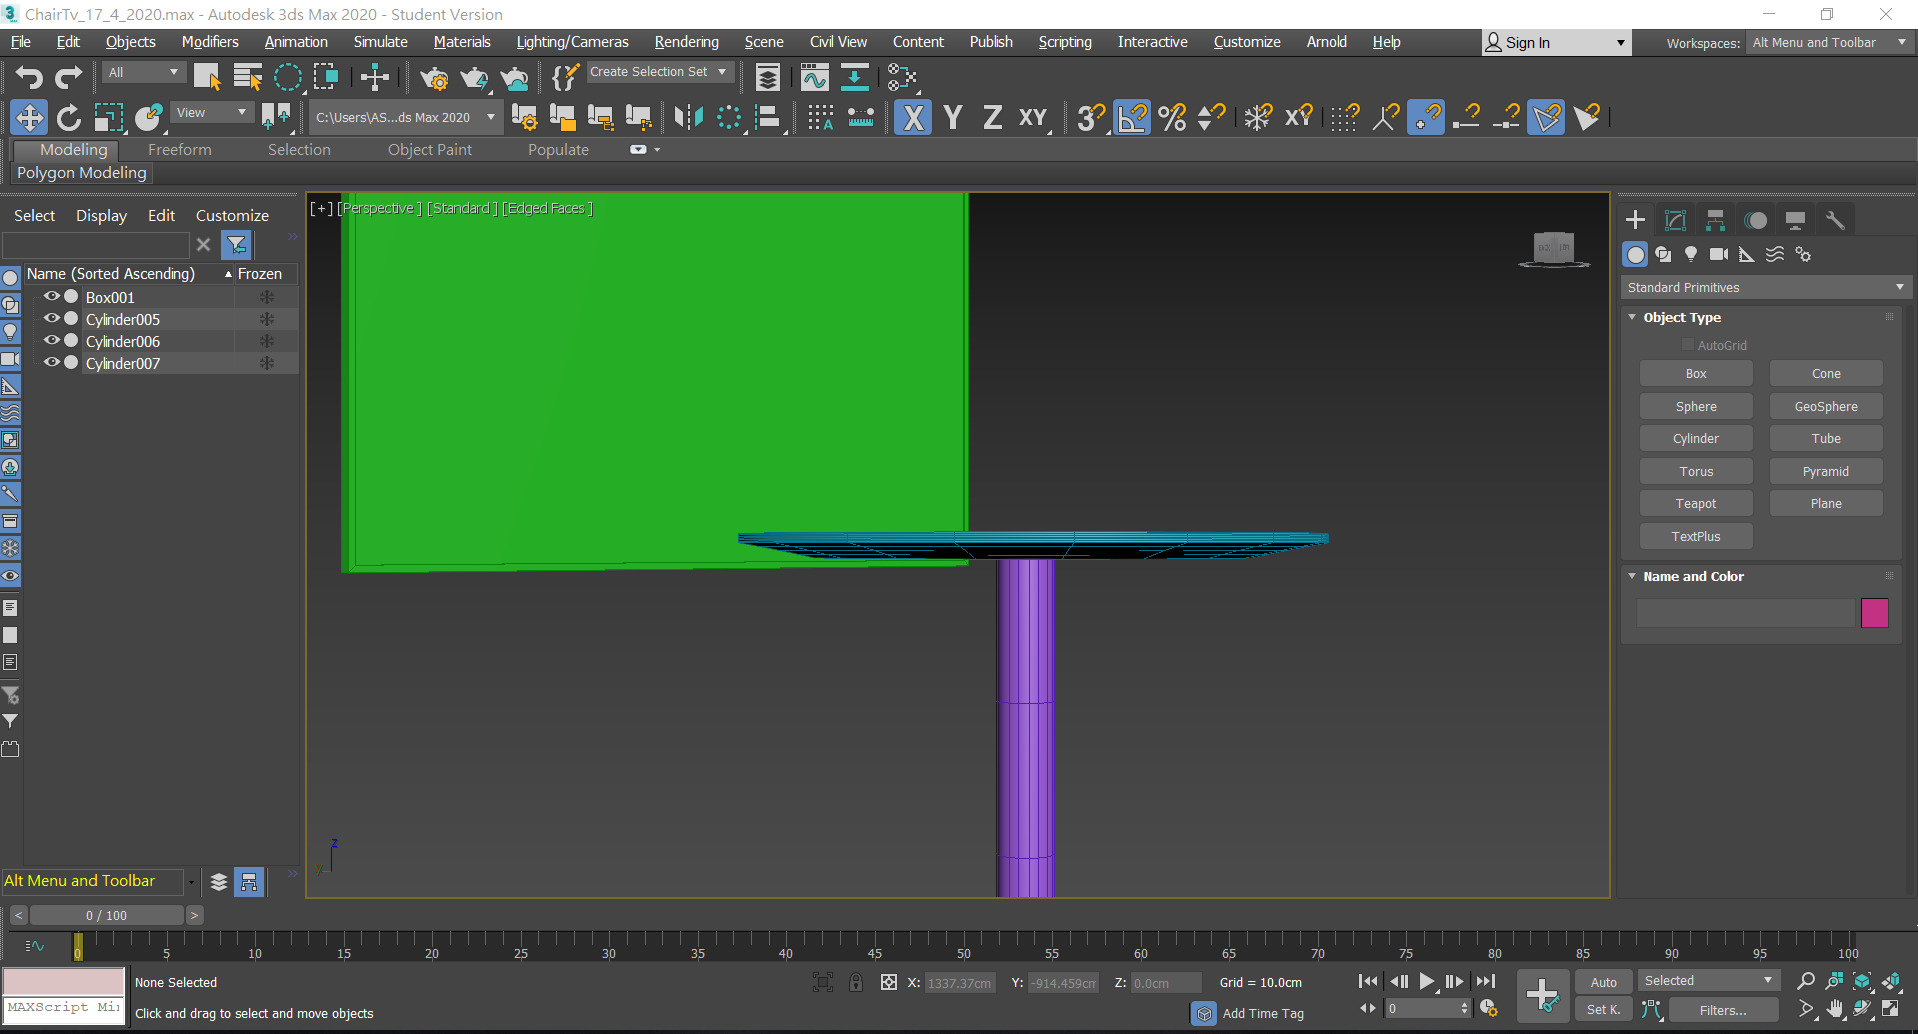 ChairTv_17_4_2020.max - Autodesk 3ds Max 2020 - Student Version
File Edit Objects Modifiers Animation Simulate Materials Lighting/Cameras Rendering Scene Civil View Content Publish Scripting Interactive Customize Arnold Help Sign In Workspaces: Alt Menu and Toolbar
All Create Selection Set
View C:\Users\AS...ds Max 2020 X Y Z XY 3 % XY
Modeling Freeform Selection Object Paint Populate
Polygon Modeling
Select Display Edit Customize
[+] [Perspective ] [Standard ] [Edged Faces ]
Name (Sorted Ascending) Frozen
Box001
Cylinder005
Cylinder006
Cylinder007
Standard Primitives
Object Type
AutoGrid
Box Cone
Sphere GeoSphere
Cylinder Tube
Torus Pyramid
Teapot Plane
TextPlus
Name and Color
z
y
Alt Menu and Toolbar
< 0 / 100 >
0 5 10 15 20 25 30 35 40 45 50 55 60 65 70 75 80 85 90 95 100
None Selected X: 1337.37cm Y: -914.459cm Z: 0.0cm Grid = 10.0cm Auto Selected
MAXScript Mi
Click and drag to select and move objects Add Time Tag 0 Set K. Filters...